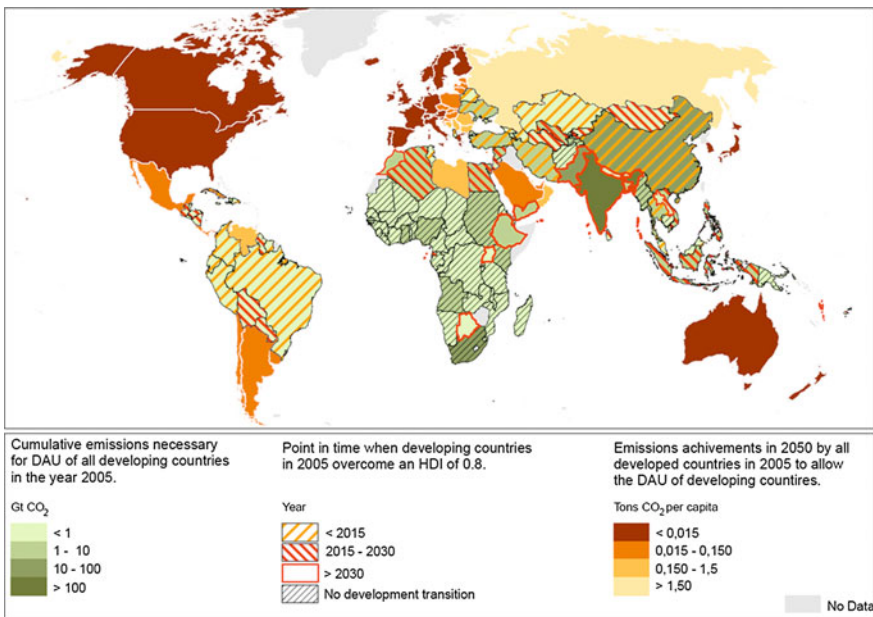 Cumulative emissions necessary
for DAU of all developing countries
in the year 2005.
Gt CO2
< 1
1 - 10
10 - 100
> 100
Point in time when developing countries
in 2005 overcome an HDI of 0.8.
Year
< 2015
2015 - 2030
> 2030
No development transition
Emissions achivements in 2050 by all
developed countries in 2005 to allow
the DAU of developing countires.
Tons CO2 per capita
< 0,015
0,015 - 0,150
0,150 - 1,5
> 1,50
No Data